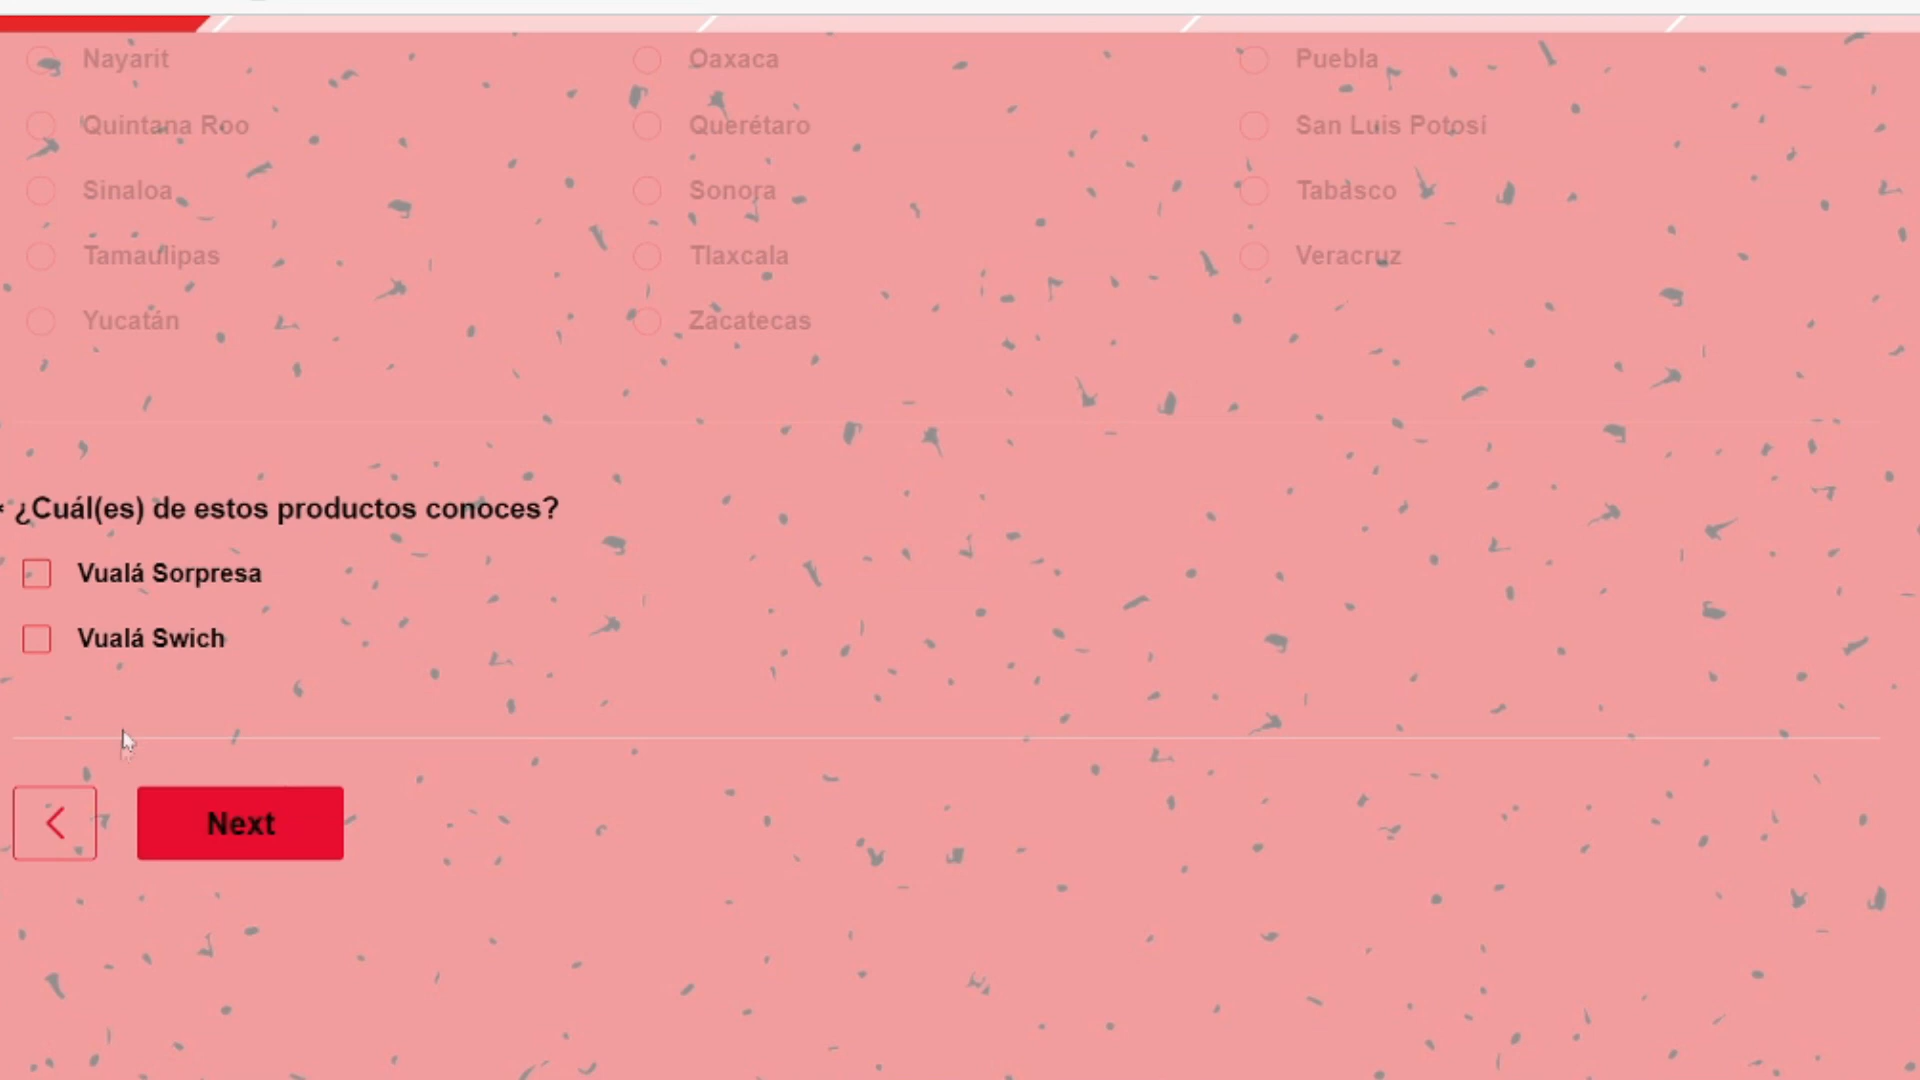 Nayarit Oaxaca Puebla
Quintana Roo Querétaro San Luis Potosí
Sinaloa Sonora Tabasco
Tamaulipas Tlaxcala Veracruz
Yucatán Zacatecas
* ¿Cuál(es) de estos productos conoces?
Vualá Sorpresa
Vualá Swich
Next